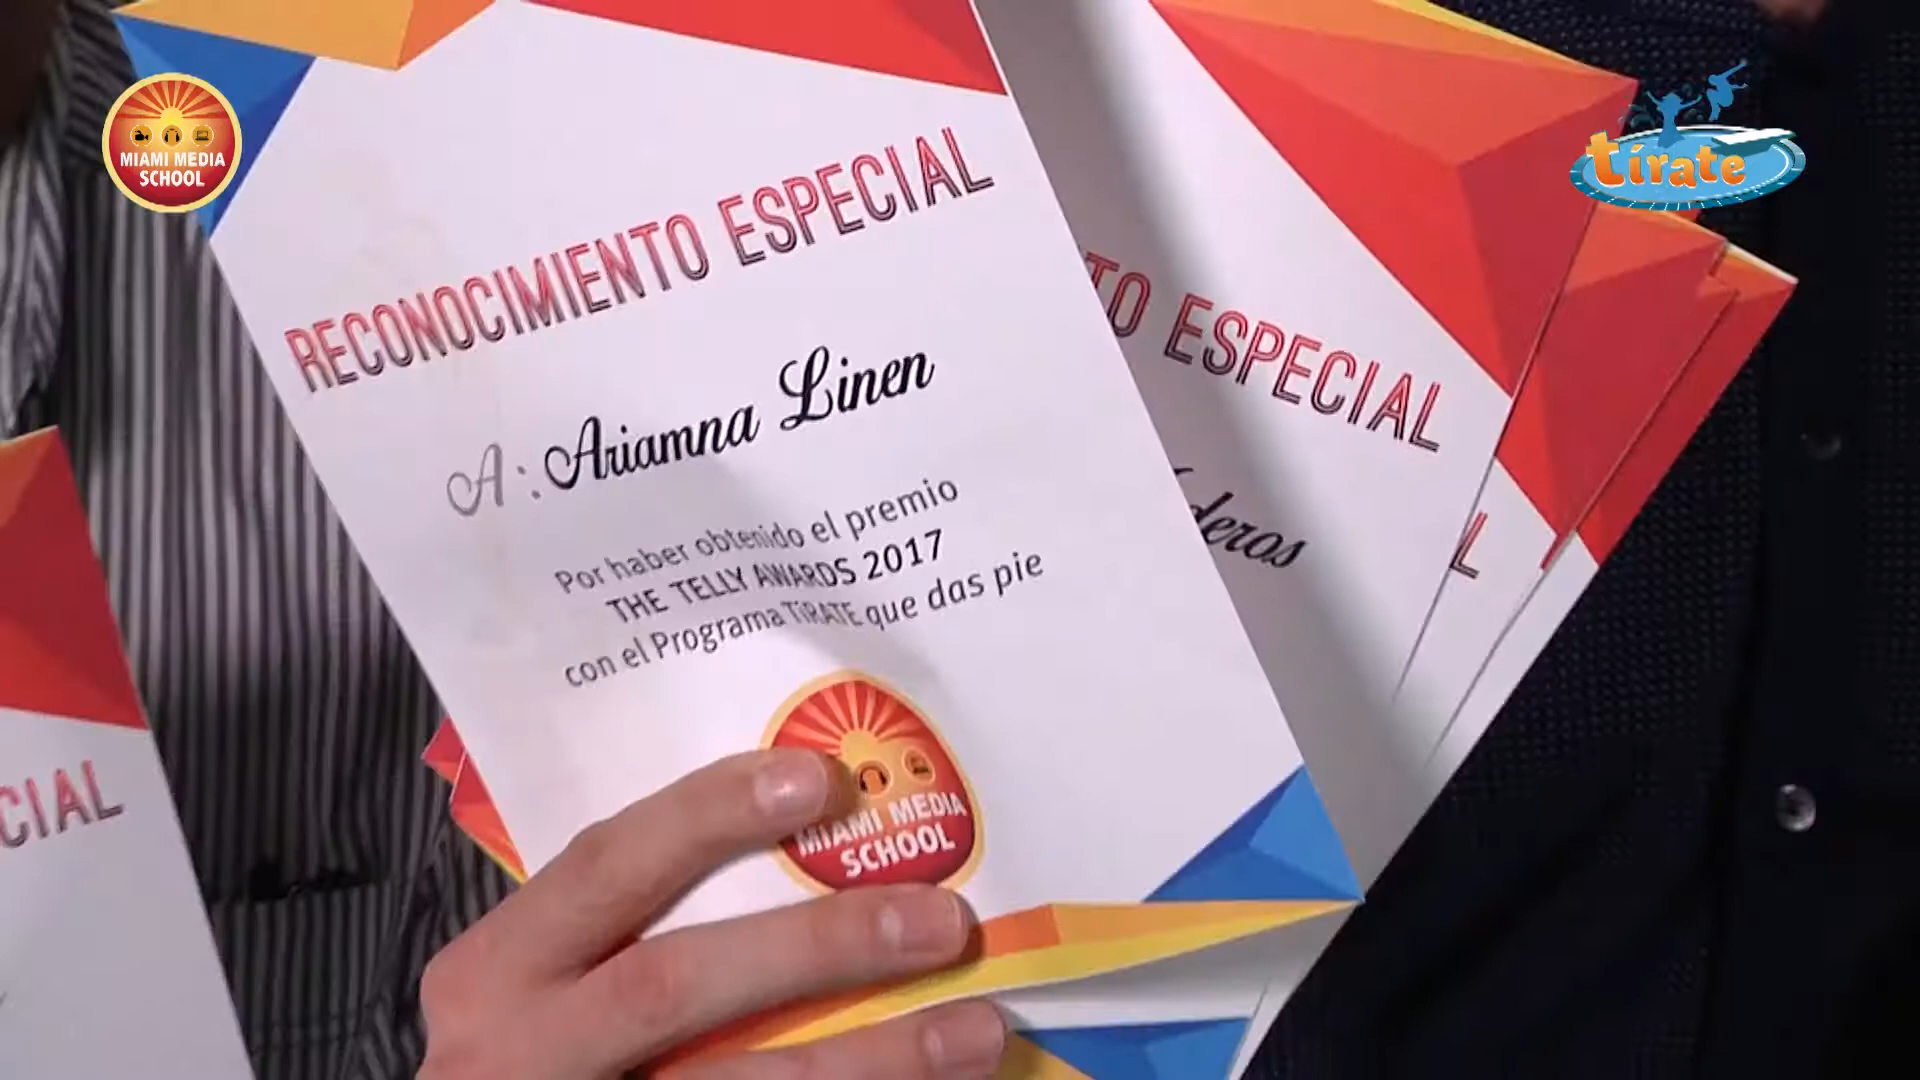 MIAMI MEDIA
SCHOOL
tírate
RECONOCIMIENTO ESPECIAL
A: Ariamna Linen
Por haber obtenido el premio
THE TELLY AWARDS 2017
con el Programa TíRATE que das pie
MIAMI MEDIA
SCHOOL
TO ESPECIAL
deros
L
CIAL